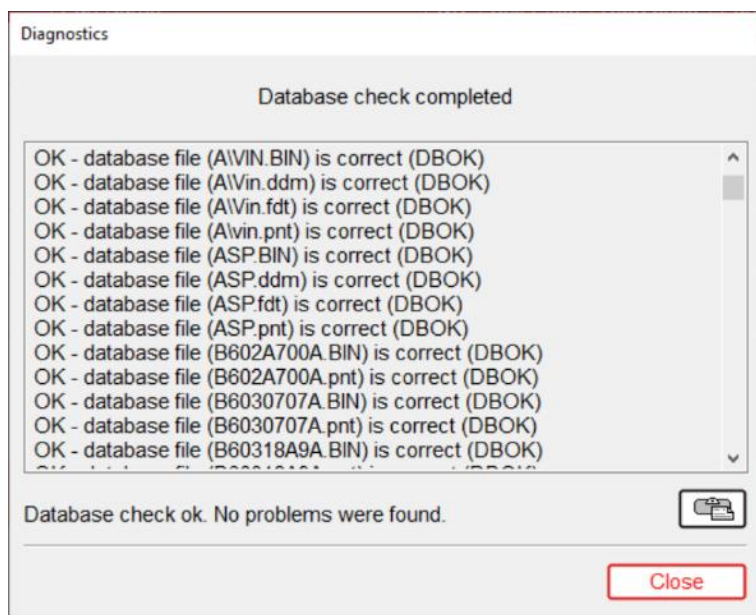 Diagnostics
Database check completed
OK - database file (A\VIN.BIN) is correct (DBOK)
OK - database file (A\Vin.ddm) is correct (DBOK)
OK - database file (A\Vin.fdt) is correct (DBOK)
OK - database file (A\vin.pnt) is correct (DBOK)
OK - database file (ASP.BIN) is correct (DBOK)
OK - database file (ASP.ddm) is correct (DBOK)
OK - database file (ASP.fdt) is correct (DBOK)
OK - database file (ASP.pnt) is correct (DBOK)
OK - database file (B602A700A.BIN) is correct (DBOK)
OK - database file (B602A700A.pnt) is correct (DBOK)
OK - database file (B6030707A.BIN) is correct (DBOK)
OK - database file (B6030707A.pnt) is correct (DBOK)
OK - database file (B60318A9A.BIN) is correct (DBOK)
Database check ok. No problems were found.
Close